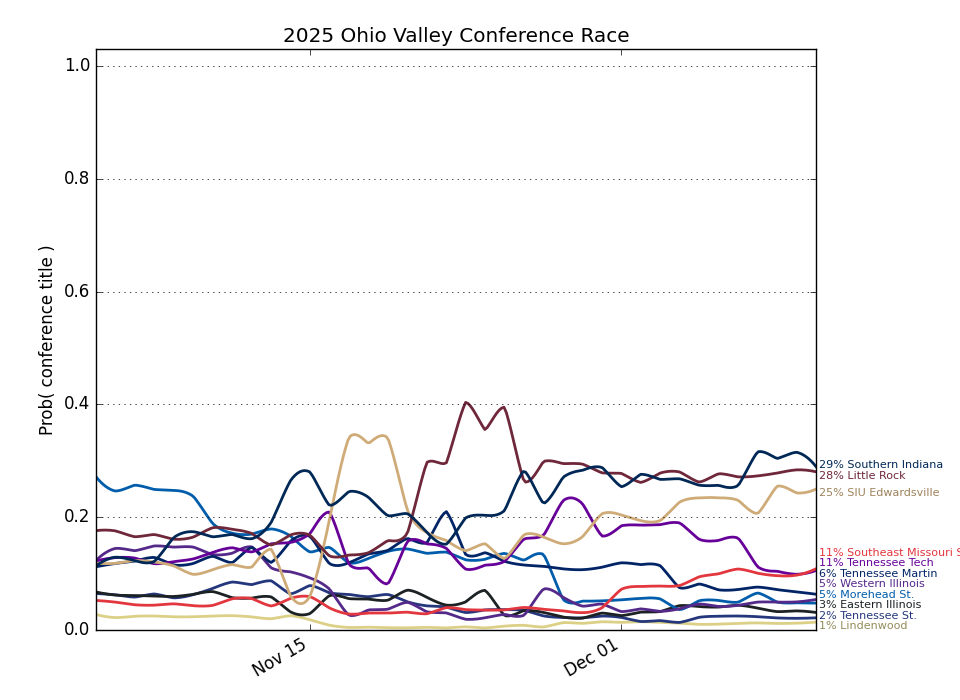 2025 Ohio Valley Conference Race
Prob( conference title )
1.0
0.8
0.6
0.4
0.2
0.0
Nov 15
Dec 01
29% Southern Indiana
28% Little Rock
25% SIU Edwardsville
11% Southeast Missouri S
11% Tennessee Tech
6% Tennessee Martin
5% Western Illinois
5% Morehead St.
3% Eastern Illinois
2% Tennessee St.
1% Lindenwood